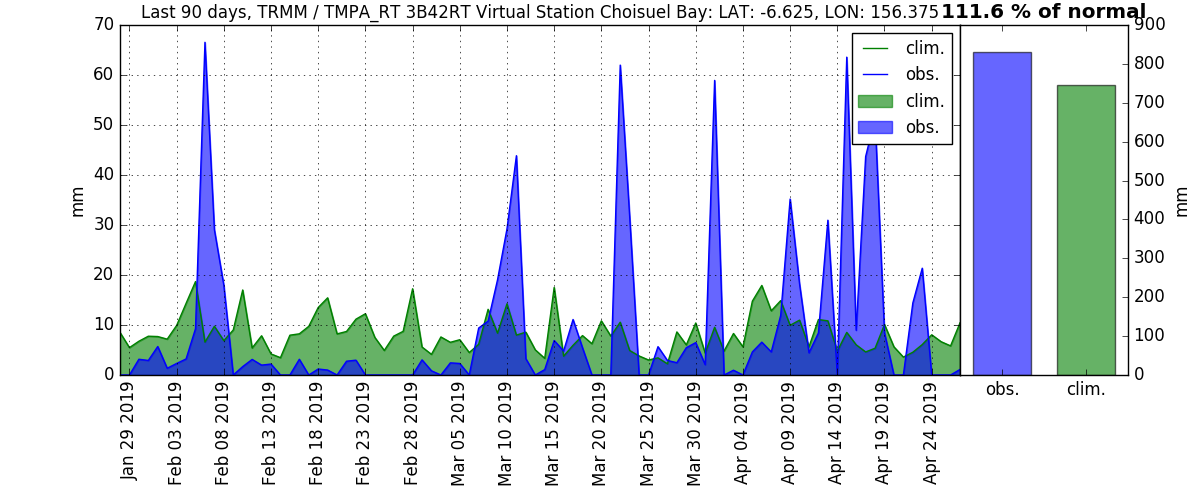 Last 90 days, TRMM / TMPA_RT 3B42RT Virtual Station Choisuel Bay: LAT: -6.625, LON: 156.375
111.6 % of normal
mm
70
60
50
40
30
20
10
0
clim.
obs.
clim.
obs.
Jan 29 2019
Feb 03 2019
Feb 08 2019
Feb 13 2019
Feb 18 2019
Feb 23 2019
Feb 28 2019
Mar 05 2019
Mar 10 2019
Mar 15 2019
Mar 20 2019
Mar 25 2019
Mar 30 2019
Apr 04 2019
Apr 09 2019
Apr 14 2019
Apr 19 2019
Apr 24 2019
900
800
700
600
500
400
300
200
100
0
mm
obs.
clim.